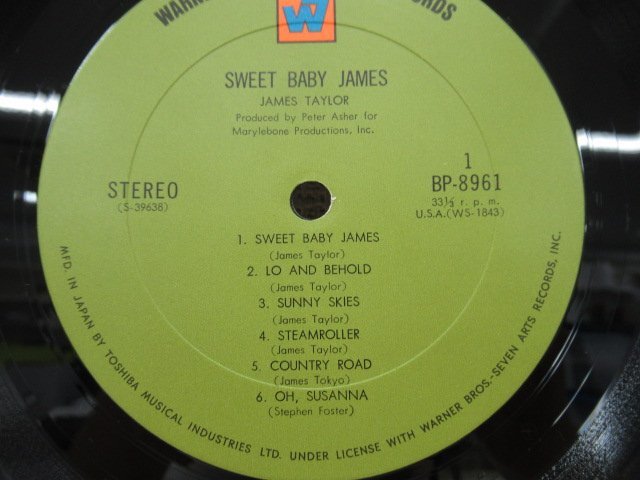 WARN
ORDS
W
SWEET BABY JAMES
JAMES TAYLOR
Produced by Peter Asher for
Marylebone Productions, Inc.
STEREO
(S-39638)
1
BP-8961
33⅓ r. p. m.
U.S.A.(WS-1843)
1. SWEET BABY JAMES
(James Taylor)
2. LO AND BEHOLD
(James Taylor)
3. SUNNY SKIES
(James Taylor)
4. STEAMROLLER
(James Taylor)
5. COUNTRY ROAD
(James Tokyo)
6. OH, SUSANNA
(Stephen Foster)
MFD. IN JAPAN BY TOSHIBA MUSICAL INDUSTRIES LTD. UNDER LICENSE WITH WARNER BROS.-SEVEN ARTS RECORDS, INC.